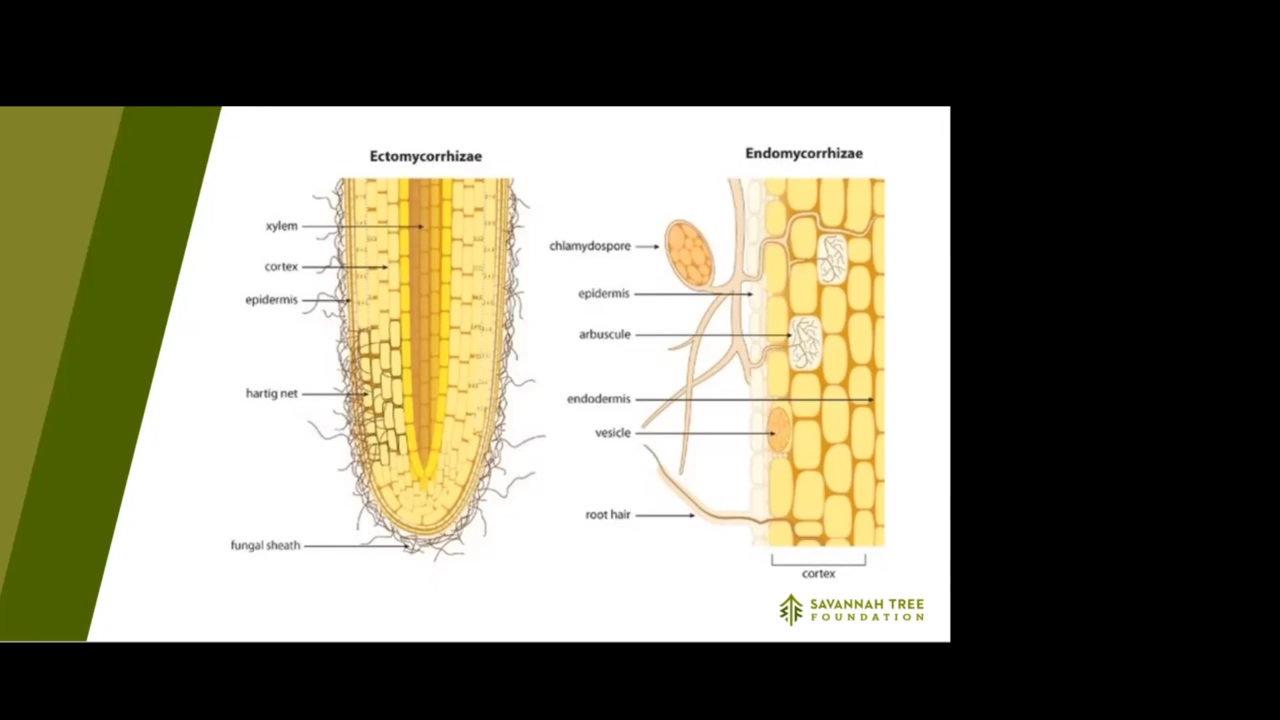 Ectomycorrhizae
xylem
cortex
epidermis
hartig net
fungal sheath
Endomycorrhizae
chlamydospore
epidermis
arbuscule
endodermis
vesicle
root hair
cortex
SAVANNAH TREE
FOUNDATION